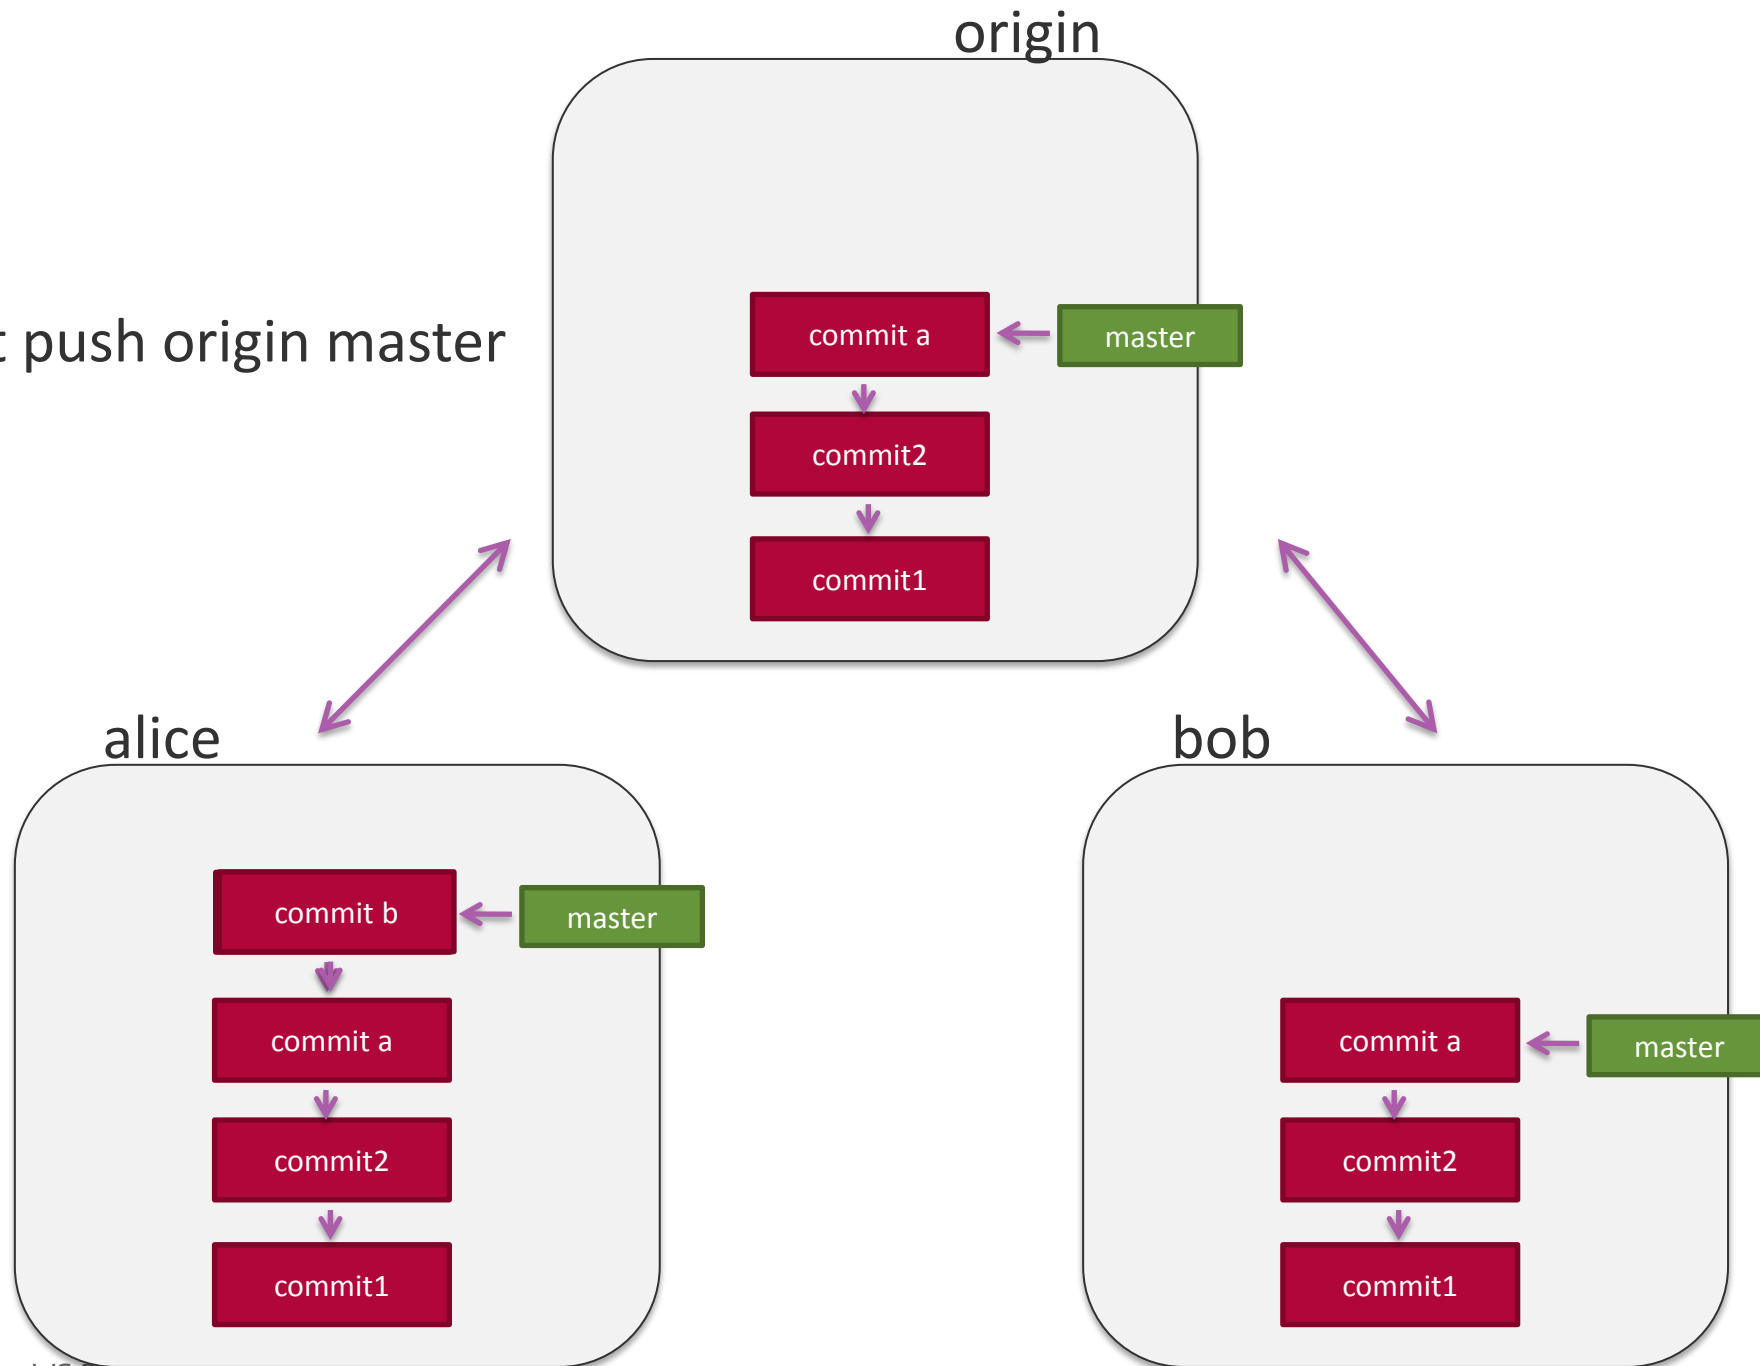 origin
commit a
master
t push origin master
commit2
commit1
alice
bob
commit b
master
commit a
commit a
master
commit2
commit2
commit1
commit1